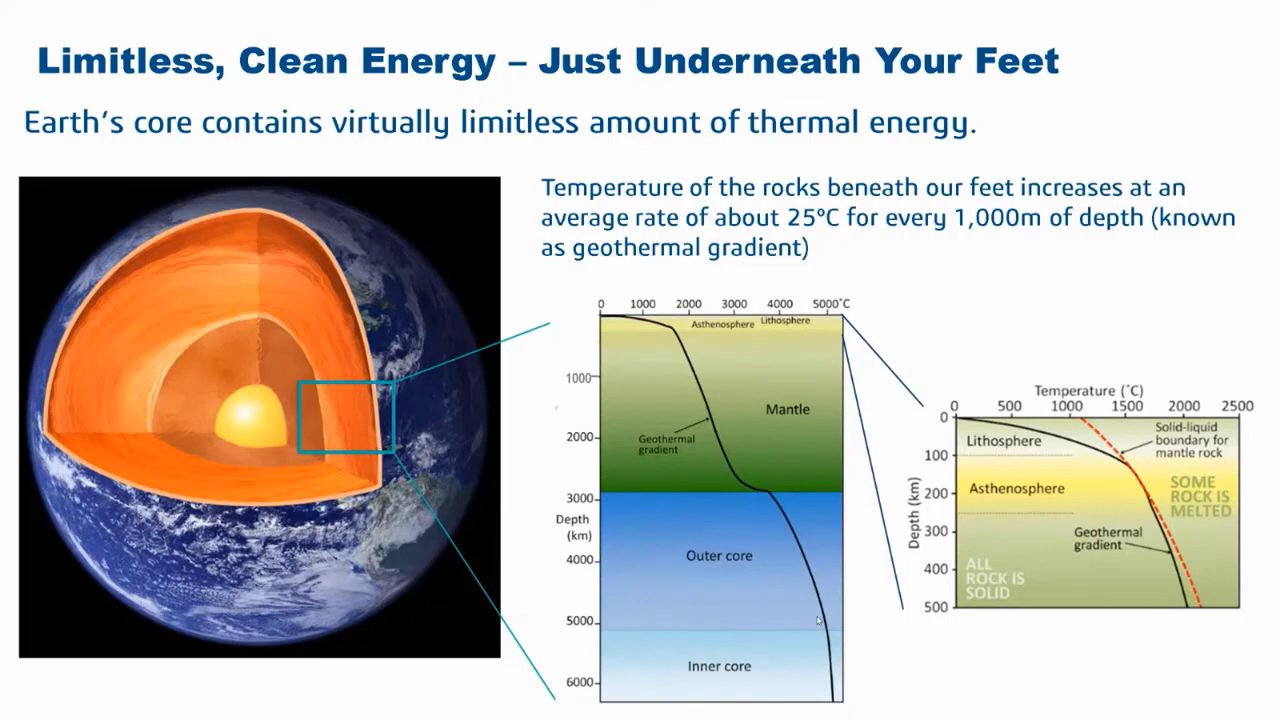 Limitless, Clean Energy – Just Underneath Your Feet
Earth's core contains virtually limitless amount of thermal energy.
Temperature of the rocks beneath our feet increases at an
average rate of about 25ºC for every 1,000m of depth (known
as geothermal gradient)
0 1000 2000 3000 4000 5000˚C
Asthenosphere Lithosphere
1000
Mantle
2000
Geothermal
gradient
3000
Depth
(km)
Outer core
4000
5000
Inner core
6000
Temperature (˚C)
0 500 1000 1500 2000 2500
0
Lithosphere
Solid-liquid
boundary for
mantle rock
100
Asthenosphere
SOME
ROCK IS
MELTED
200
Depth (km)
300
Geothermal
gradient
400
ALL
ROCK IS
SOLID
500